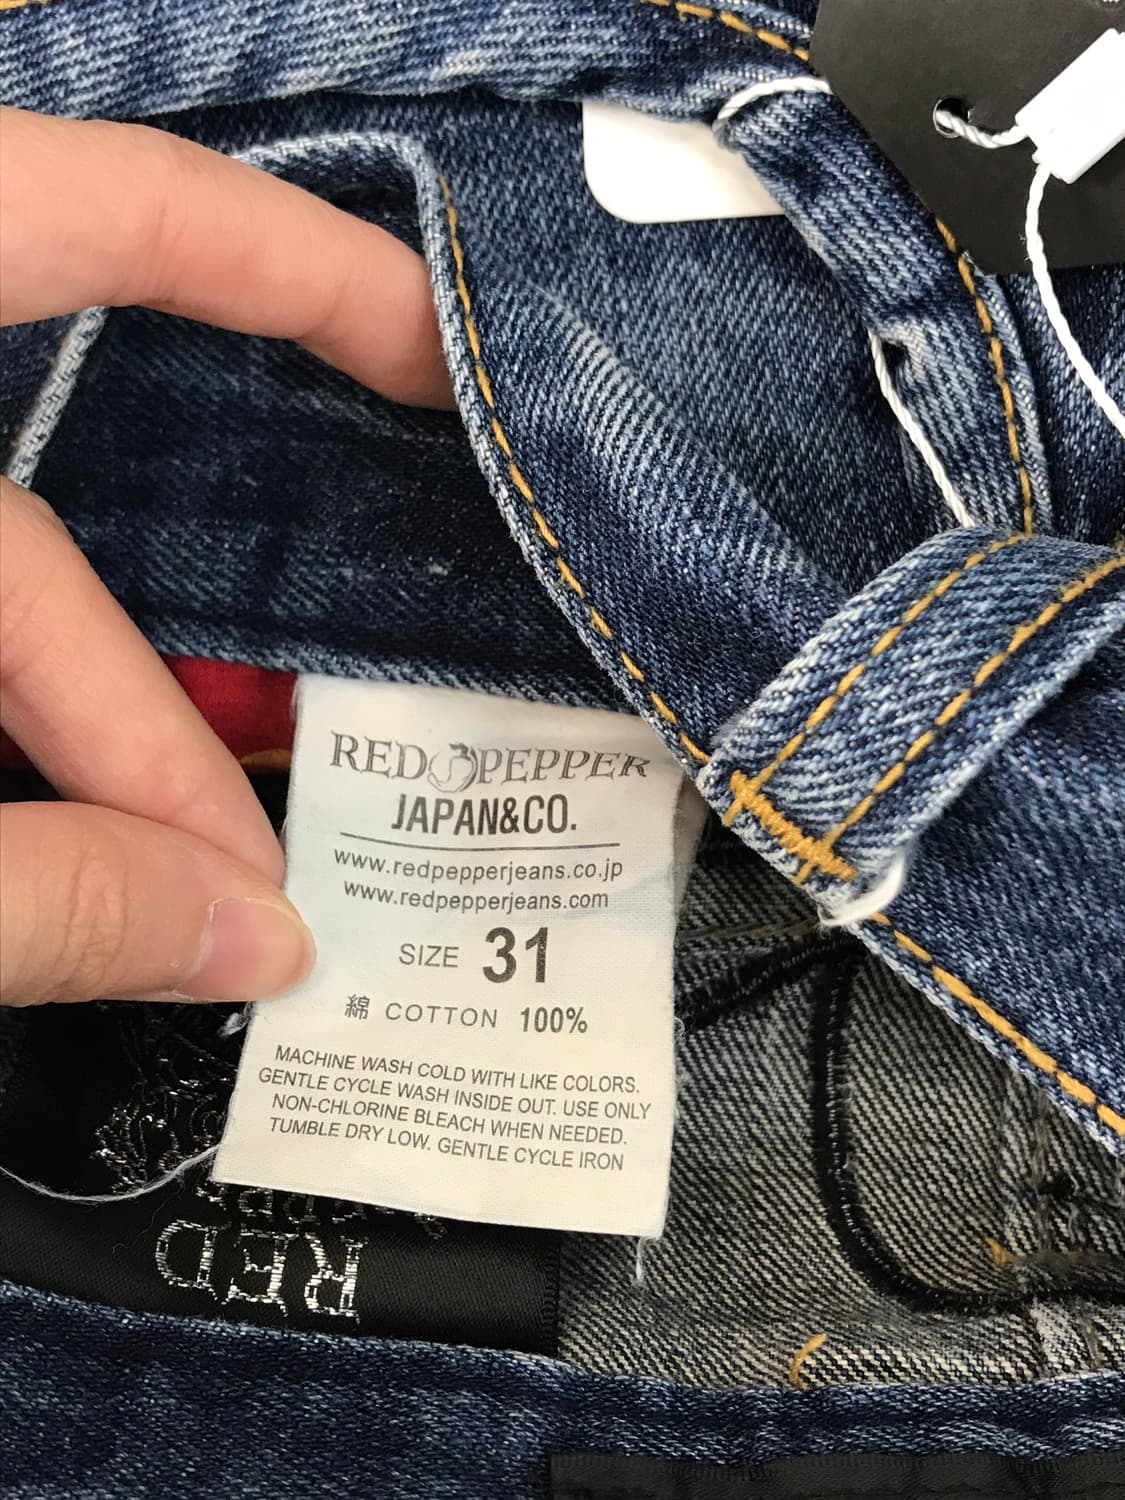 RED PEPPER
JAPAN&CO.
www.redpepperjeans.co.jp
www.redpepperjeans.com
SIZE 31
綿 COTTON 100%
MACHINE WASH COLD WITH LIKE COLORS.
GENTLE CYCLE WASH INSIDE OUT. USE ONLY
NON-CHLORINE BLEACH WHEN NEEDED.
TUMBLE DRY LOW. GENTLE CYCLE IRON
RED